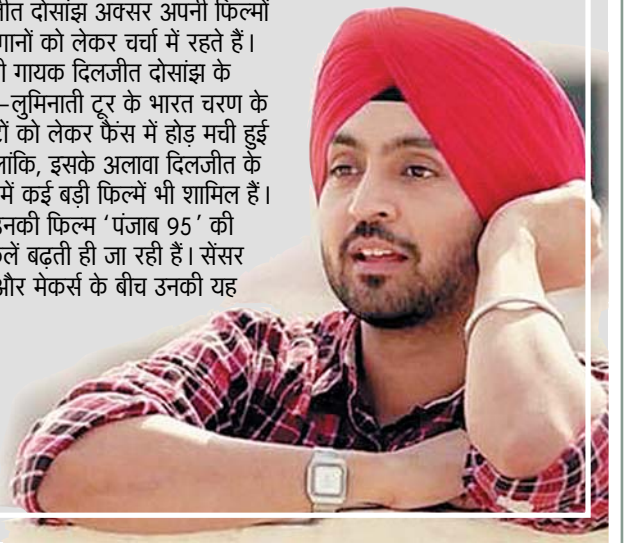 दोसांझ अक्सर अपनी फिल्मों
गानों को लेकर चर्चा में रहते हैं।
गायक दिलजीत दोसांझ के
-लुमिनाती टूर के भारत चरण के
को लेकर फैंस में होड़ मची हुई
इसके अलावा दिलजीत के
में कई बड़ी फिल्में भी शामिल हैं।
उनकी फिल्म ‘पंजाब 95’ की
बढ़ती ही जा रही हैं। सेंसर
और मेकर्स के बीच उनकी यह